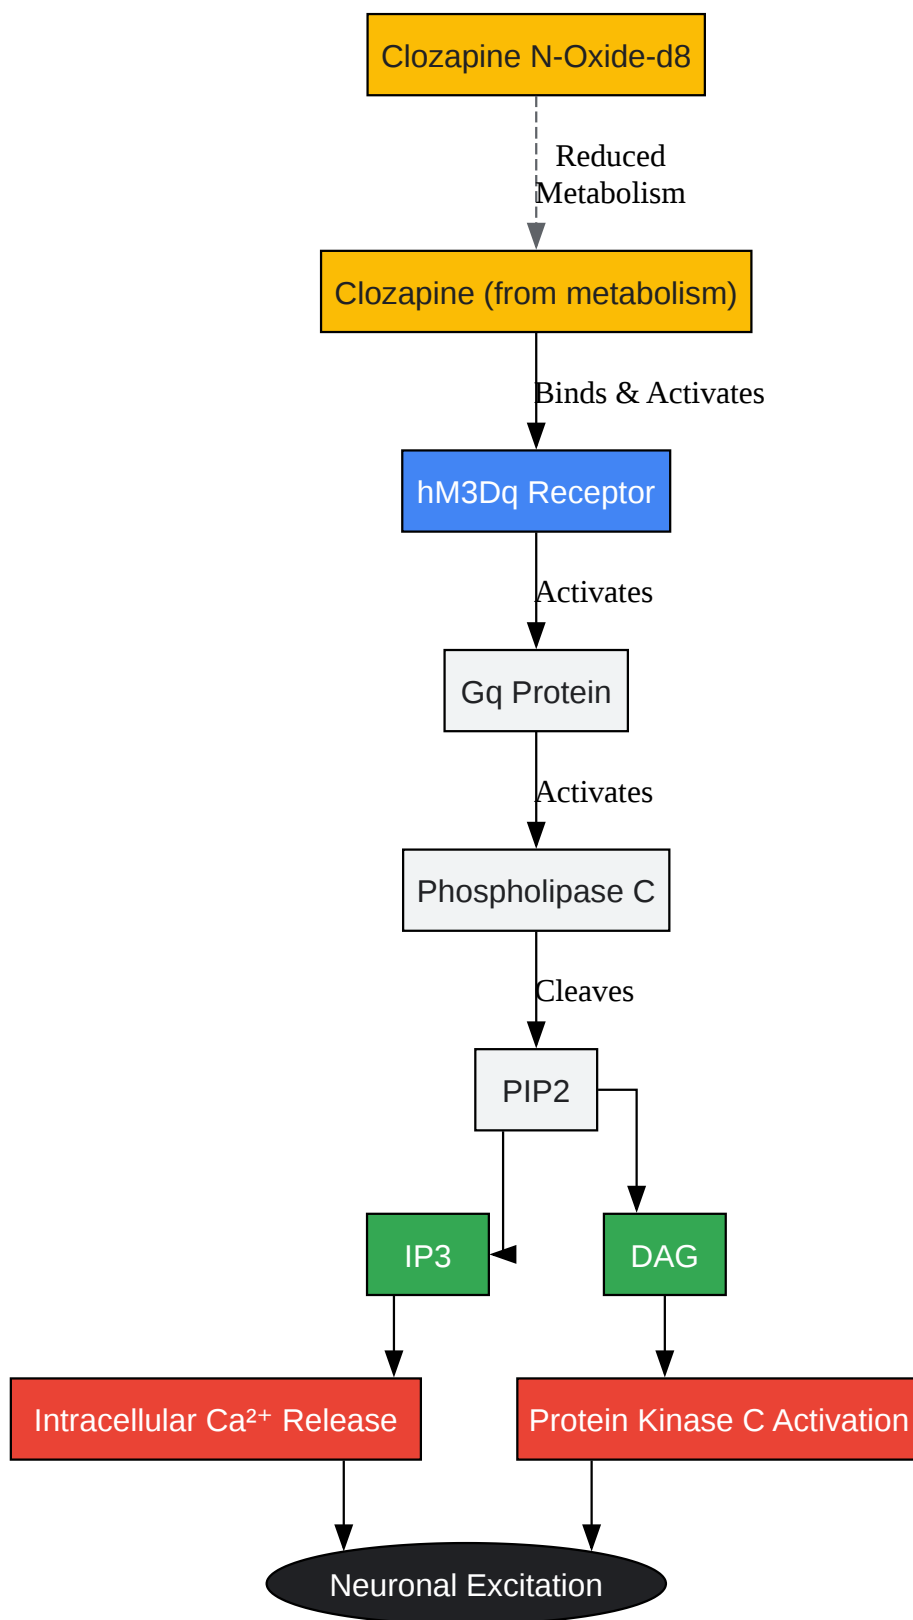 Clozapine N-Oxide-d8
Reduced
Metabolism
Clozapine (from metabolism)
Binds & Activates
hM3Dq Receptor
Activates
Gq Protein
Activates
Phospholipase C
Cleaves
PIP2
IP3
DAG
Intracellular Ca²⁺ Release
Protein Kinase C Activation
Neuronal Excitation